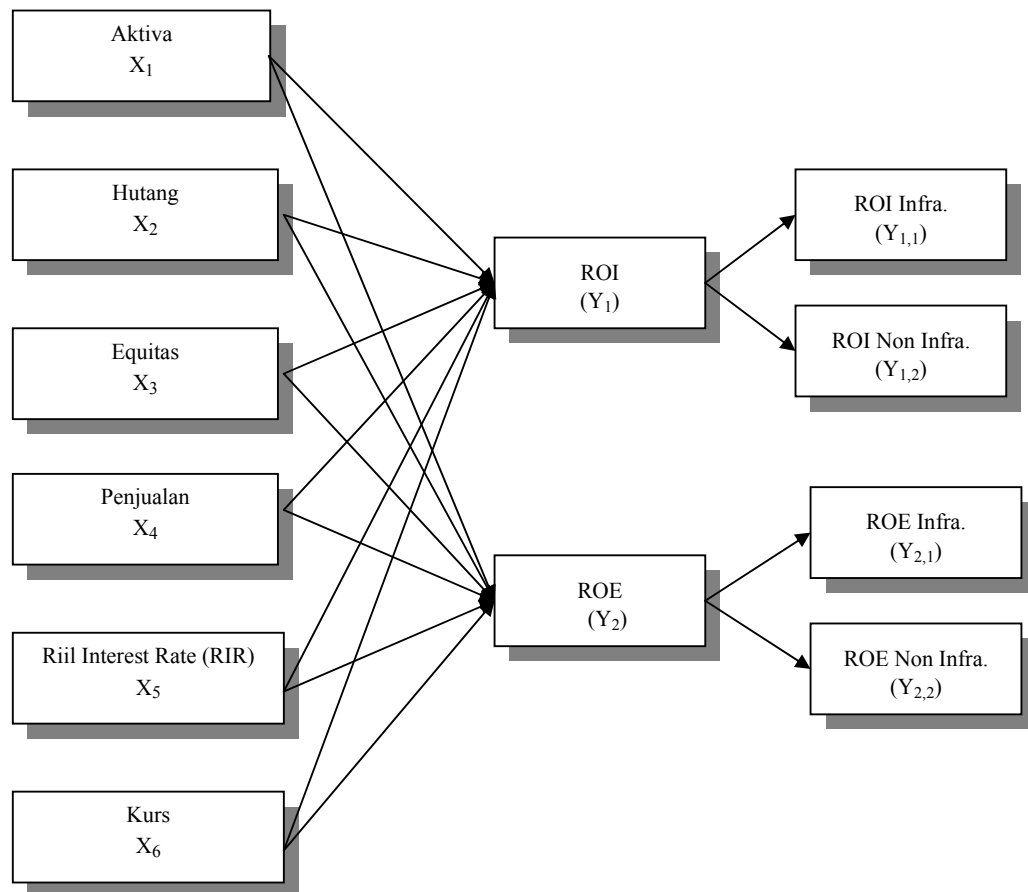 Aktiva
X1
Hutang
X2
Equitas
X3
Penjualan
X4
Riil Interest Rate (RIR)
X5
Kurs
X6
ROI
(Y1)
ROE
(Y2)
ROI Infra.
(Y1,1)
ROI Non Infra.
(Y1,2)
ROE Infra.
(Y2,1)
ROE Non Infra.
(Y2,2)